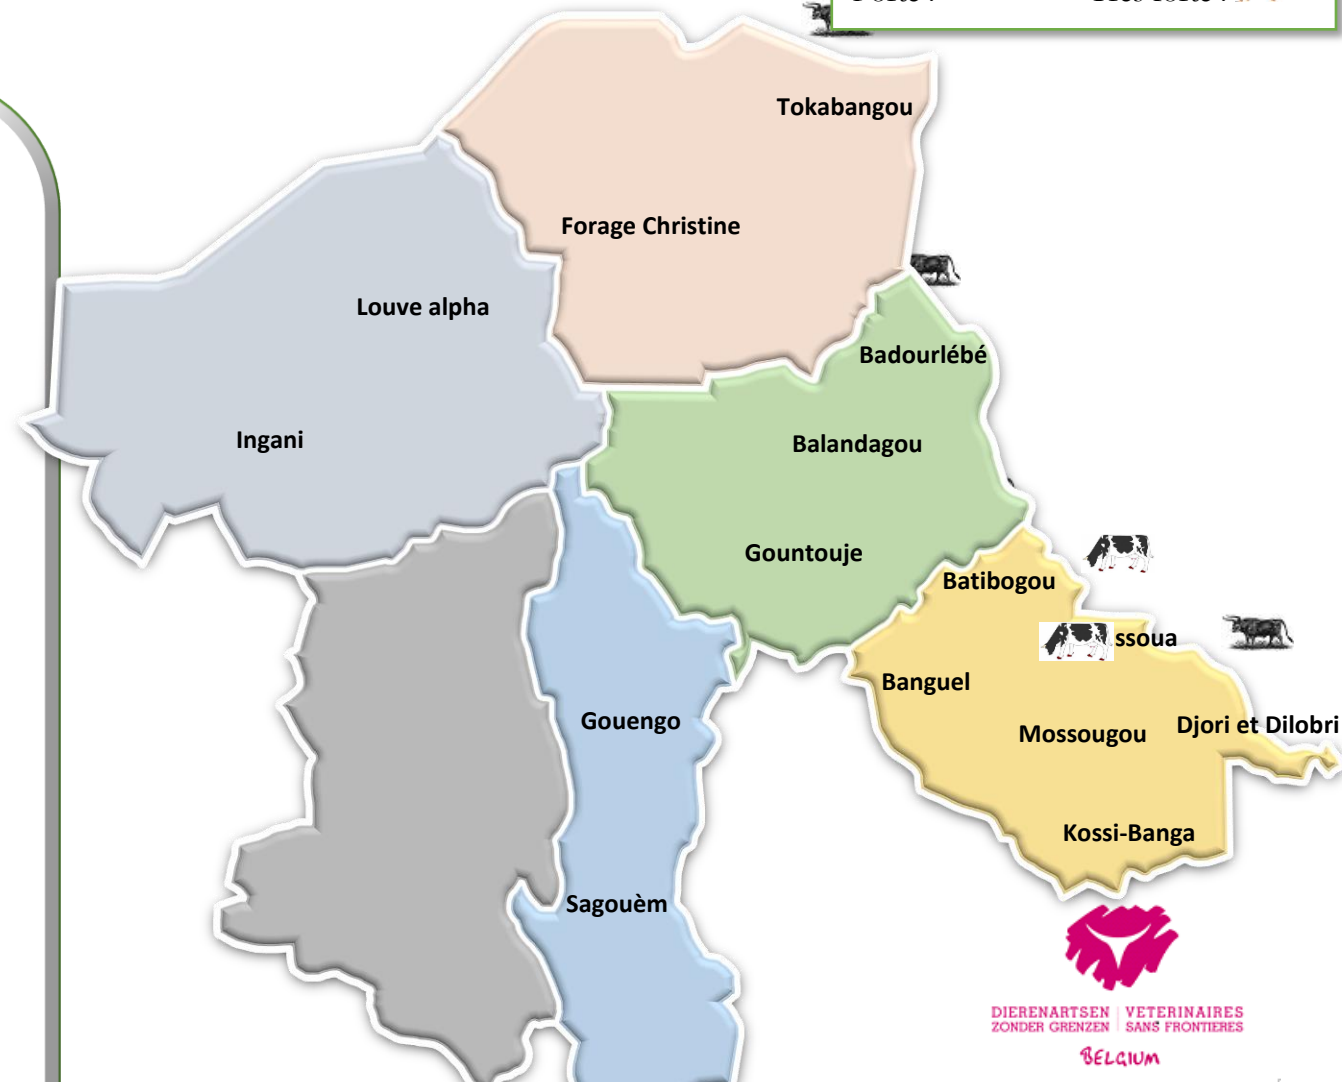 Tokabangou
Forage Christine
Louve alpha
Badourlébé
Ingani
Balandagou
Gountouje
Batibogou
ssoua
Banguel
Gouengo
Mossougou
Djori et Dilobri
Kossi-Banga
Sagouèm
DIERENARTSEN | VETERINAIRES
ZONDER GRENZEN | SANS FRONTIERES
BELGIUM